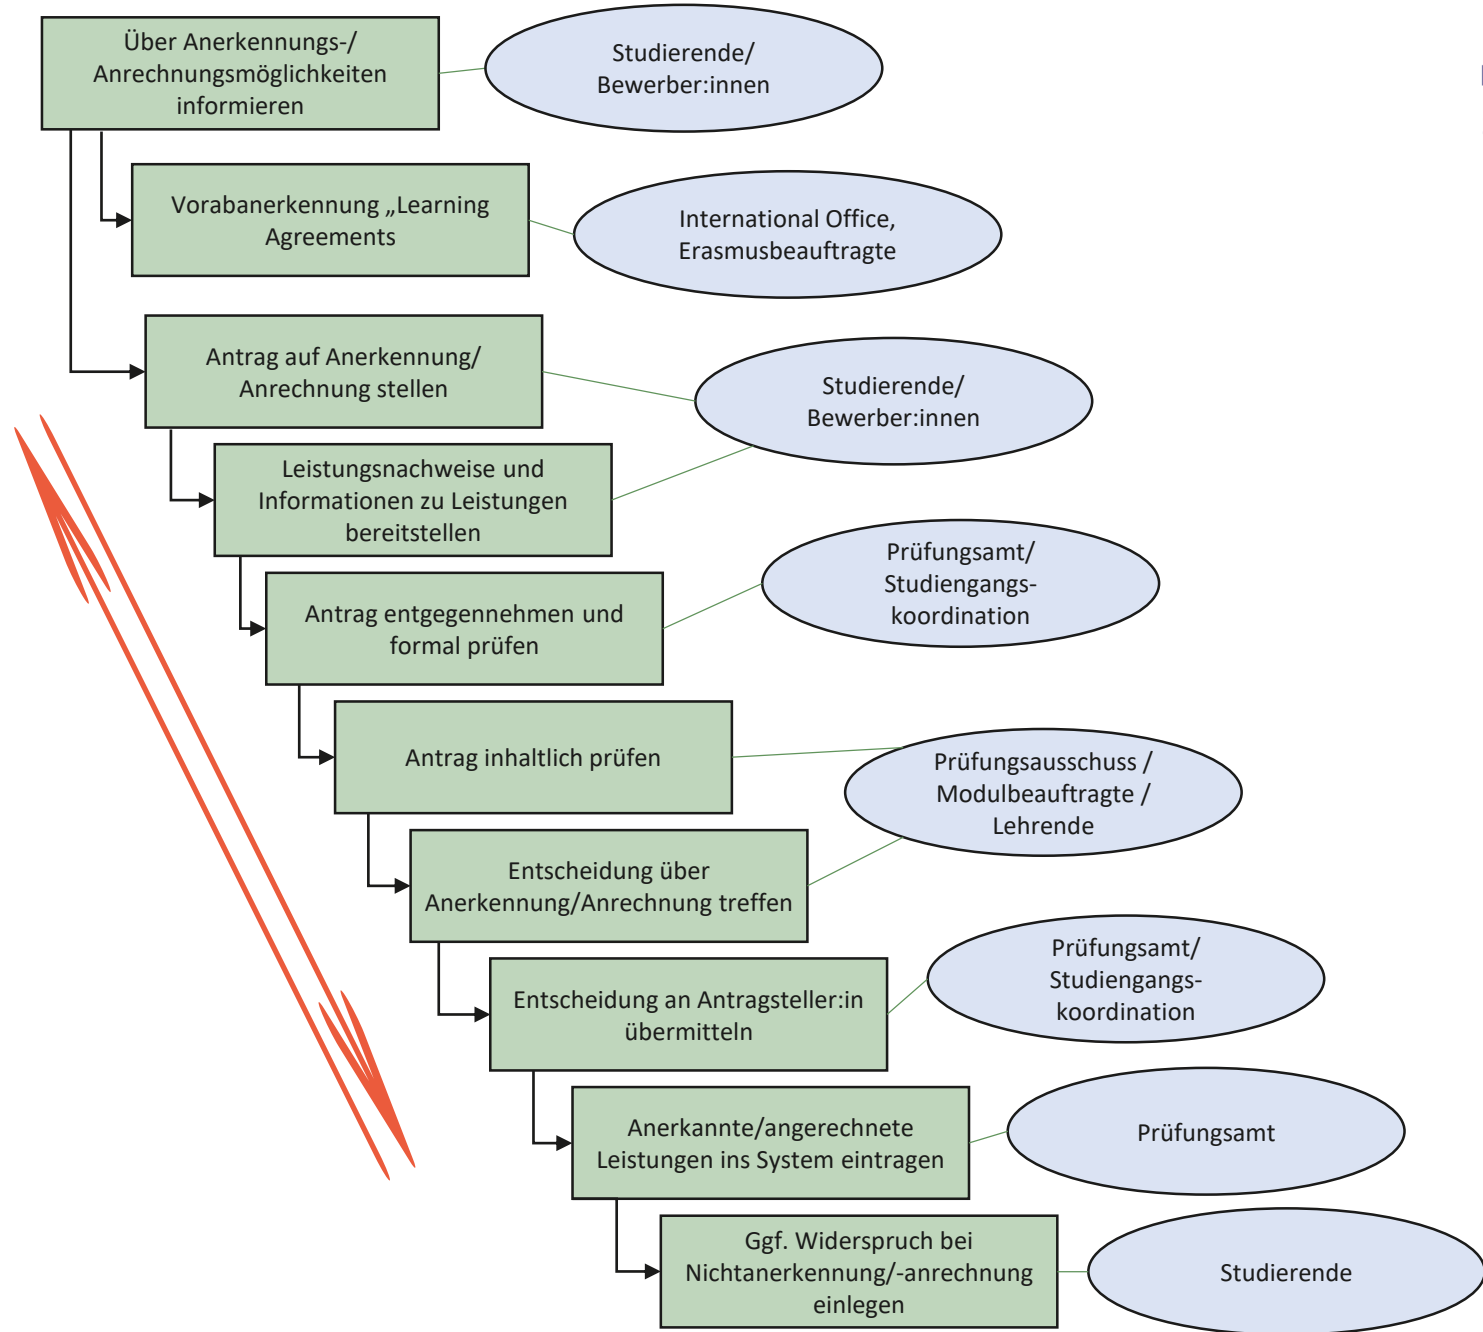 Über Anerkennungs-/
Anrechnungsmöglichkeiten
informieren
Studierende/
Bewerber:innen
Vorabanerkennung „Learning
Agreements
International Office,
Erasmusbeauftragte
Antrag auf Anerkennung/
Anrechnung stellen
Studierende/
Bewerber:innen
Leistungsnachweise und
Informationen zu Leistungen
bereitstellen
Antrag entgegennehmen und
formal prüfen
Prüfungsamt/
Studiengangs-
koordination
Antrag inhaltlich prüfen
Prüfungsausschuss /
Modulbeauftragte /
Lehrende
Entscheidung über
Anerkennung/Anrechnung treffen
Entscheidung an Antragsteller:in
übermitteln
Prüfungsamt/
Studiengangs-
koordination
Anerkannte/angerechnete
Leistungen ins System eintragen
Prüfungsamt
Ggf. Widerspruch bei
Nichtanerkennung/-anrechnung
einlegen
Studierende